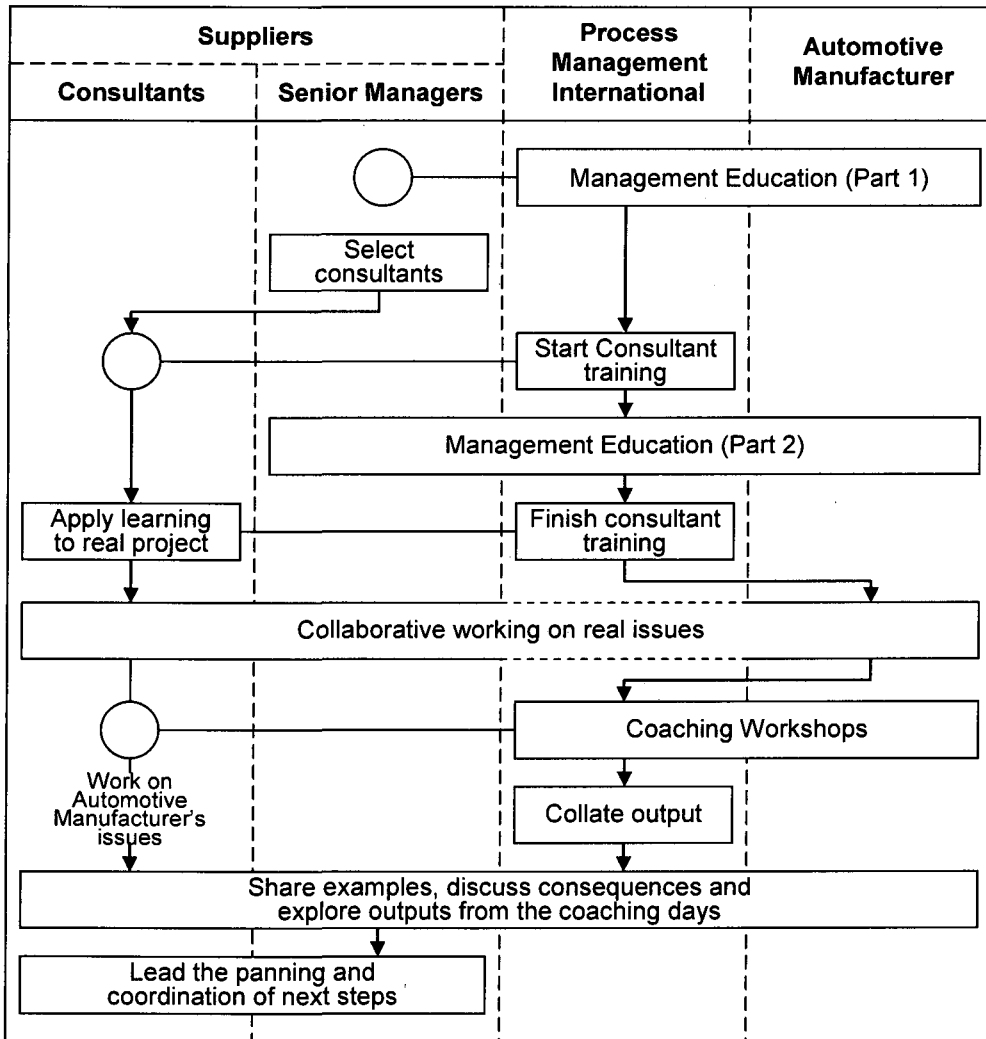 Suppliers
Process
Management
International
Automotive
Manufacturer
Consultants
Senior Managers
Management Education (Part 1)
Select
consultants
Start Consultant
training
Management Education (Part 2)
Apply learning
to real project
Finish consultant
training
Collaborative working on real issues
Coaching Workshops
Work on
Automotive
Manufacturer's
issues
Collate output
Share examples, discuss consequences and
explore outputs from the coaching days
Lead the panning and
coordination of next steps